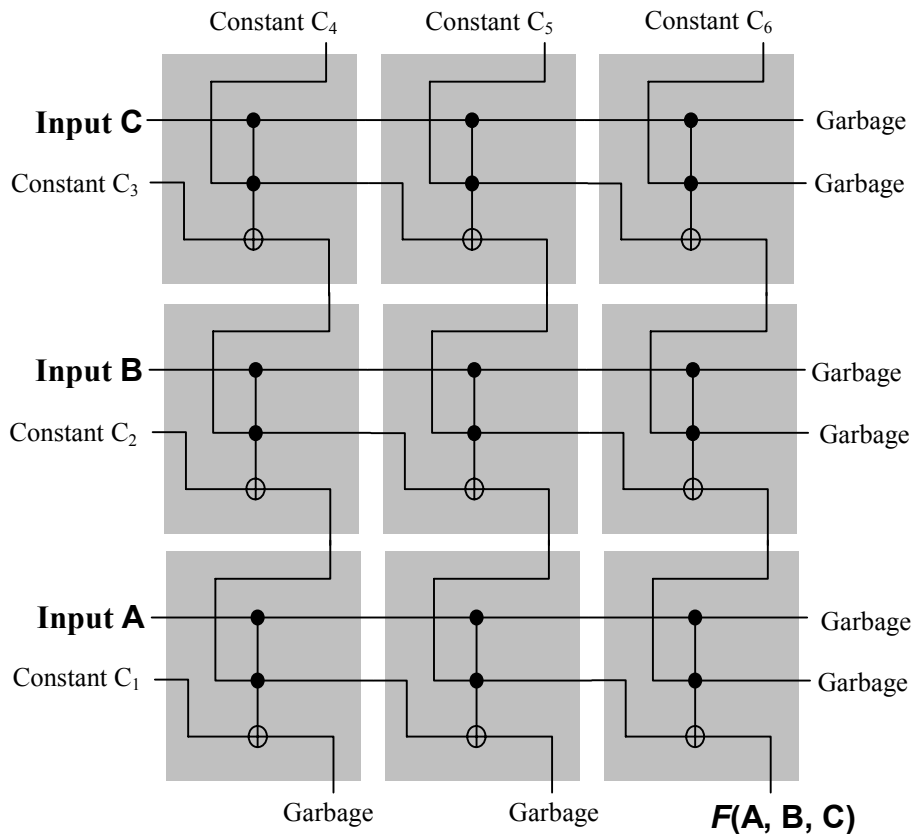 Constant C₄ Constant C₅ Constant C₆
Input C Garbage
Constant C₃ Garbage
Input B Garbage
Constant C₂ Garbage
Input A Garbage
Constant C₁ Garbage
Garbage Garbage F(A, B, C)